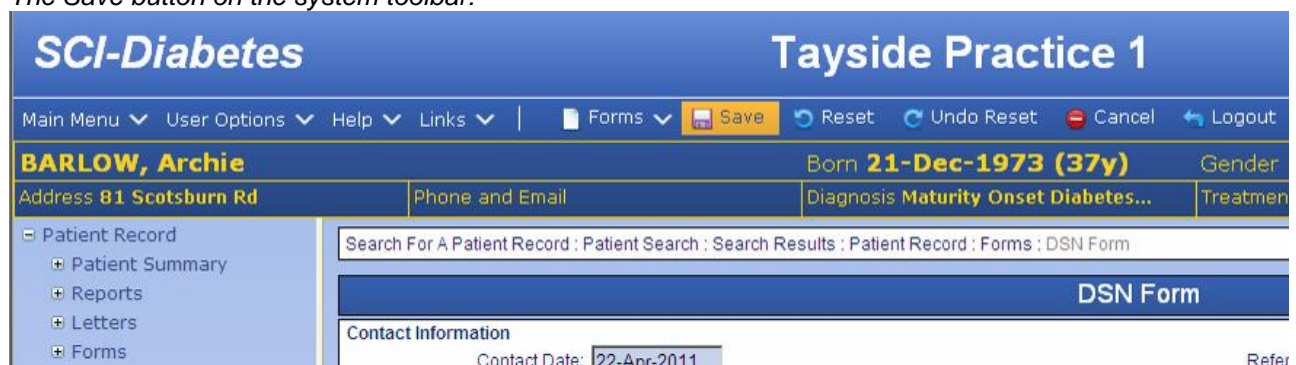 The Save button on the system toolbar.
SCI-Diabetes Tayside Practice 1
Main Menu User Options Help Links | Forms Save Reset Undo Reset Cancel Logout
BARLOW, Archie Born 21-Dec-1973 (37y) Gender
Address 81 Scotsburn Rd Phone and Email Diagnosis Maturity Onset Diabetes... Treatmen
Patient Record
Search For A Patient Record : Patient Search : Search Results : Patient Record : Forms : DSN Form
Patient Summary
Reports
DSN Form
Letters
Contact Information
Forms
Contact Date: 22-Apr-2011 Refer